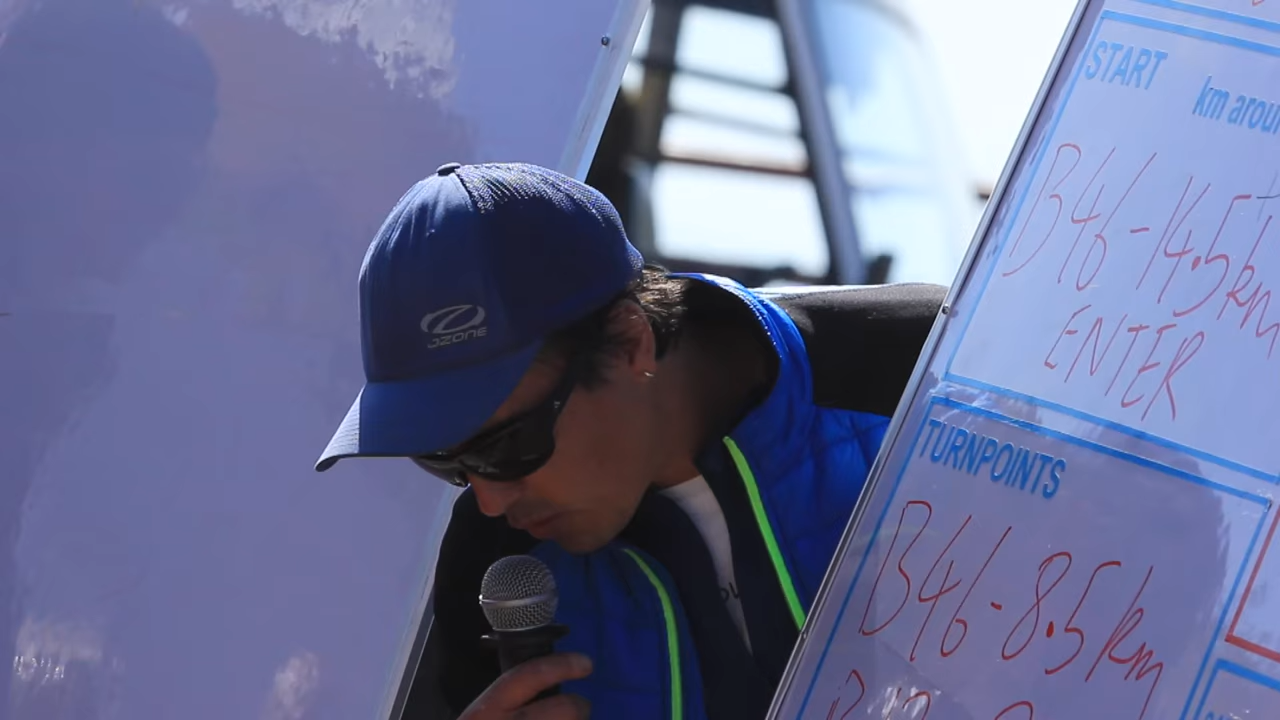 OZONE
START
km arou
B46-14.5km
ENTER
TURNPOINTS
B46-8.5km